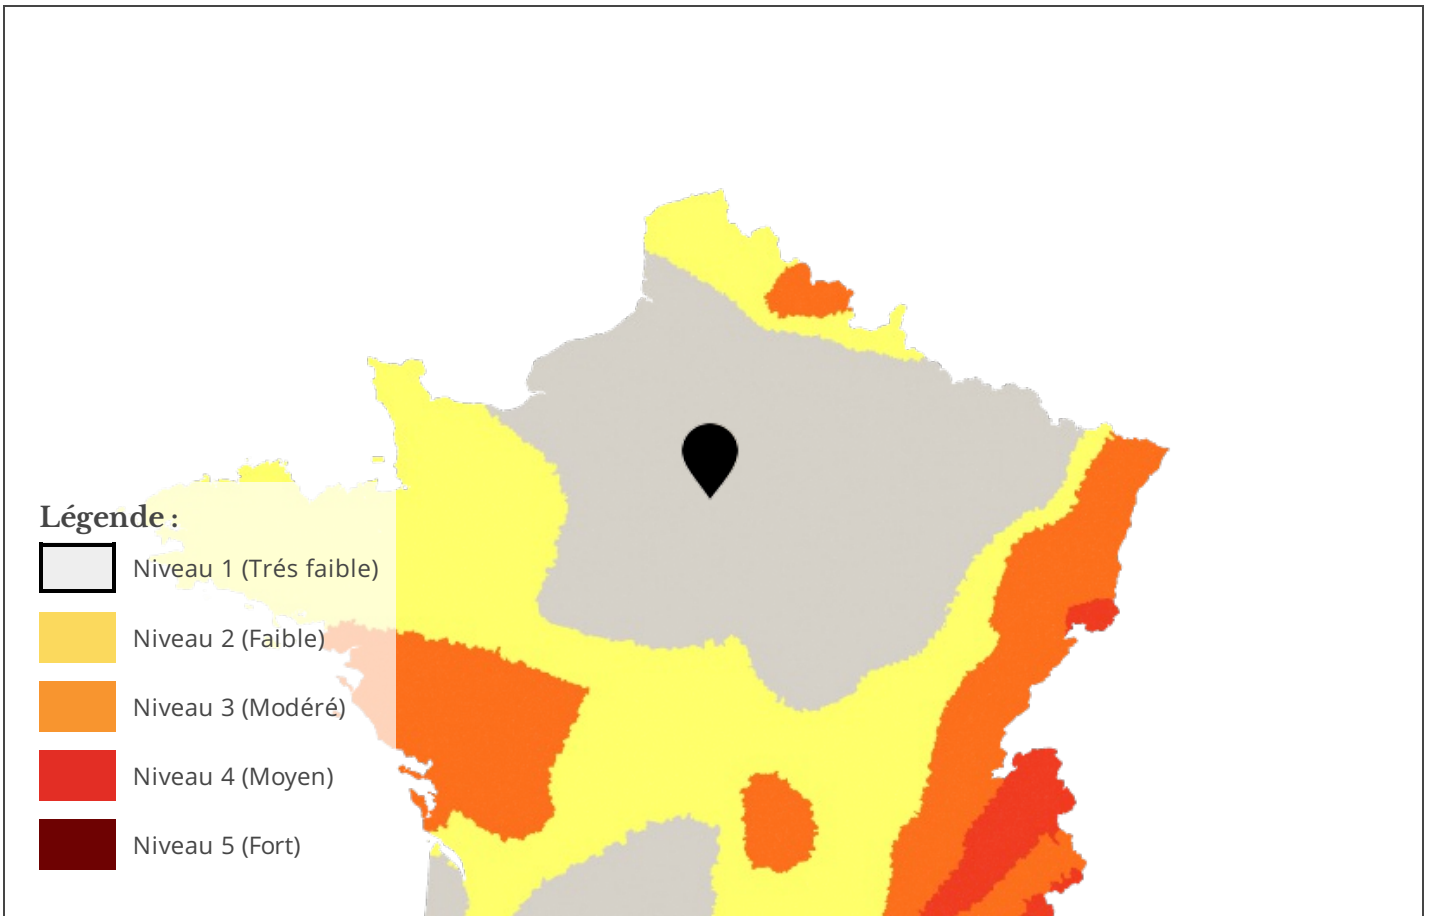 Légende :
Niveau 1 (Trés faible)
Niveau 2 (Faible)
Niveau 3 (Modéré)
Niveau 4 (Moyen)
Niveau 5 (Fort)